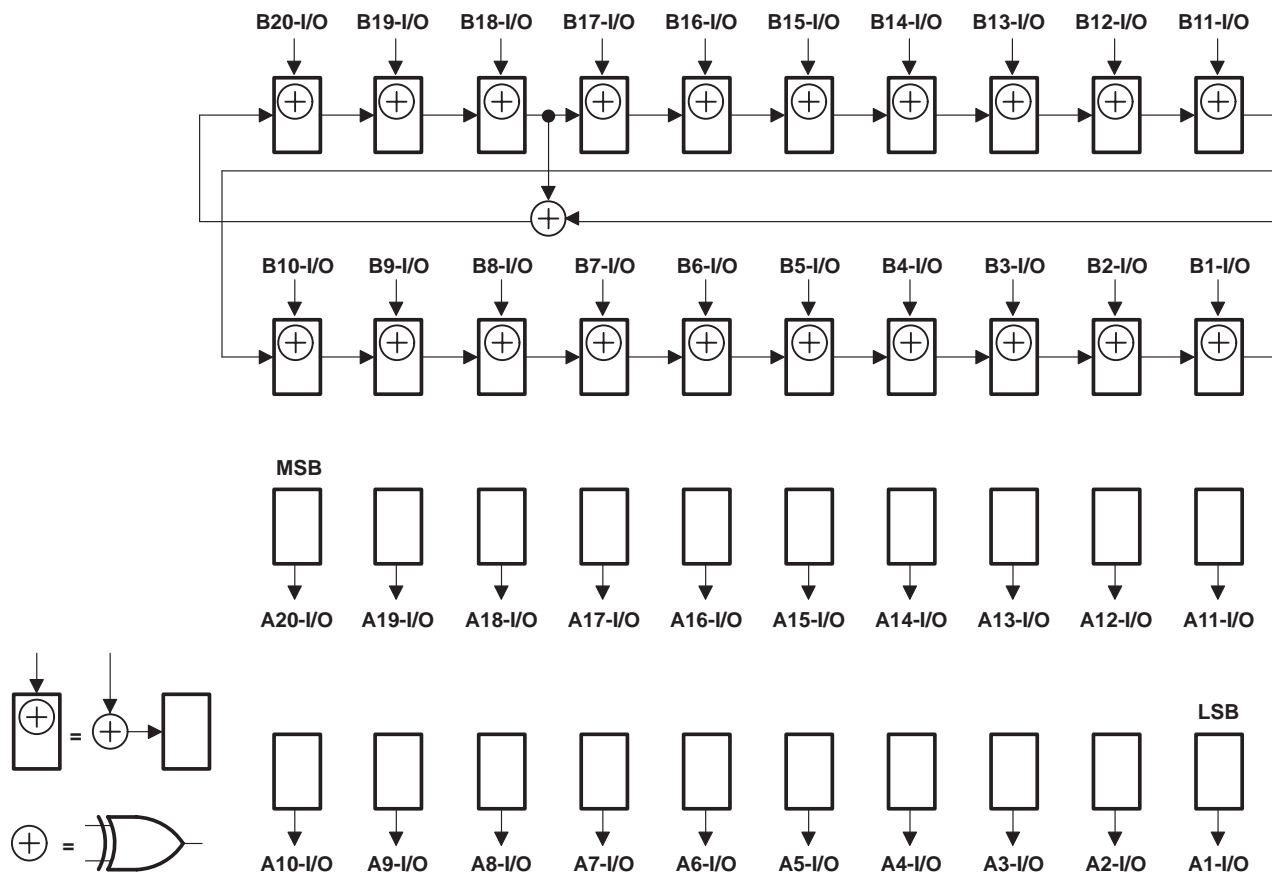 B20-I/O B19-I/O B18-I/O B17-I/O B16-I/O B15-I/O B14-I/O B13-I/O B12-I/O B11-I/O
B10-I/O B9-I/O B8-I/O B7-I/O B6-I/O B5-I/O B4-I/O B3-I/O B2-I/O B1-I/O
MSB
A20-I/O A19-I/O A18-I/O A17-I/O A16-I/O A15-I/O A14-I/O A13-I/O A12-I/O A11-I/O
LSB
=
=
A10-I/O A9-I/O A8-I/O A7-I/O A6-I/O A5-I/O A4-I/O A3-I/O A2-I/O A1-I/O